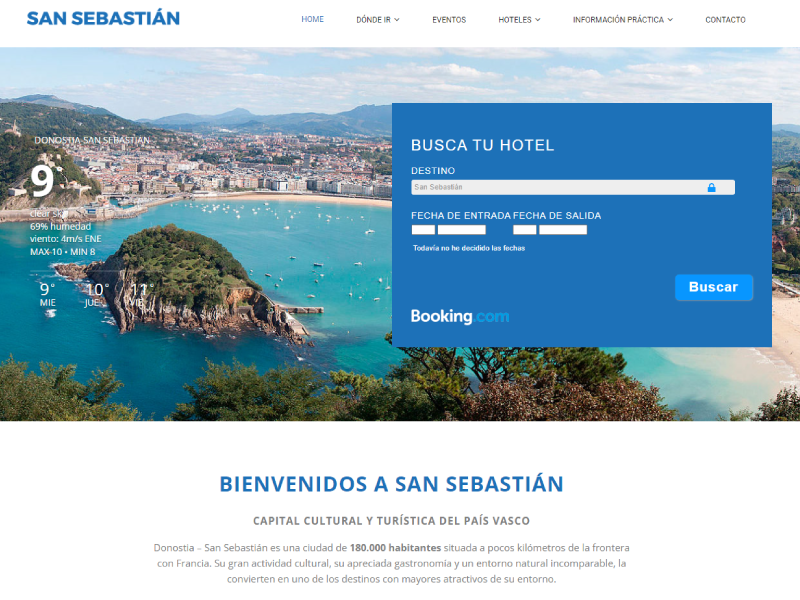 SAN SEBASTIÁN
HOME
DÓNDE IR
EVENTOS
HOTELES
INFORMACIÓN PRÁCTICA
CONTACTO
DONOSTIA-SAN SEBASTIÁN
9°
clear sky
69% humedad
viento: 4m/s ENE
MAX 10 • MIN 8
9° 10° 11°
MIE JUE VIE
BUSCA TU HOTEL
DESTINO
San Sebastián
FECHA DE ENTRADA FECHA DE SALIDA
Todavía no he decidido las fechas
Buscar
Booking.com
BIENVENIDOS A SAN SEBASTIÁN
CAPITAL CULTURAL Y TURÍSTICA DEL PAÍS VASCO
Donostia – San Sebastián es una ciudad de 180.000 habitantes situada a pocos kilómetros de la frontera
con Francia. Su gran actividad cultural, su apreciada gastronomía y un entorno natural incomparable, la
convierten en uno de los destinos con mayores atractivos de su entorno.